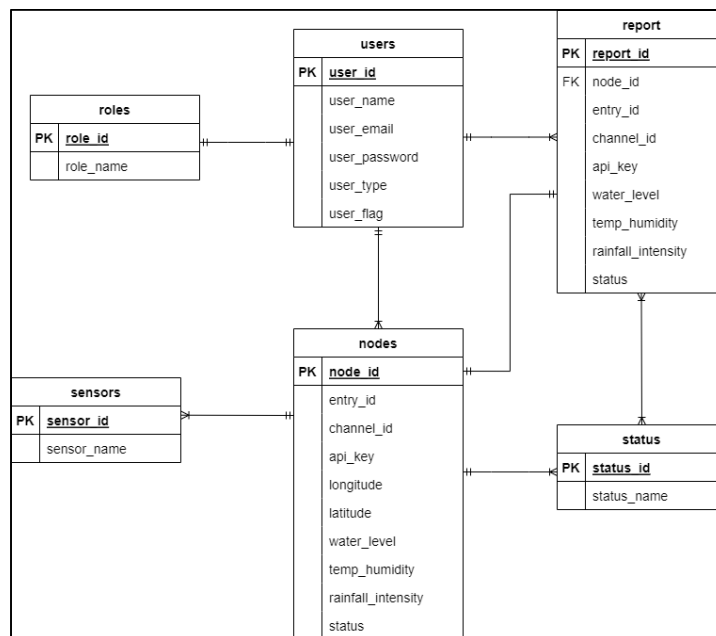 users
PK user_id
user_name
user_email
user_password
user_type
user_flag
roles
PK role_id
role_name
report
PK report_id
FK node_id
entry_id
channel_id
api_key
water_level
temp_humidity
rainfall_intensity
status
nodes
PK node_id
entry_id
channel_id
api_key
longitude
latitude
water_level
temp_humidity
rainfall_intensity
status
sensors
PK sensor_id
sensor_name
status
PK status_id
status_name